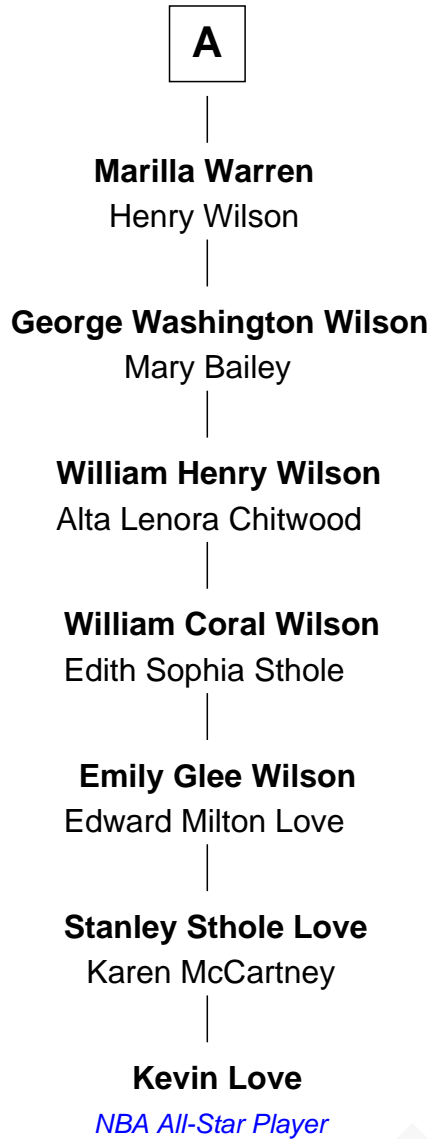 A
Marilla Warren
Henry Wilson
George Washington Wilson
Mary Bailey
William Henry Wilson
Alta Lenora Chitwood
William Coral Wilson
Edith Sophia Sthole
Emily Glee Wilson
Edward Milton Love
Stanley Sthole Love
Karen McCartney
Kevin Love
NBA All-Star Player